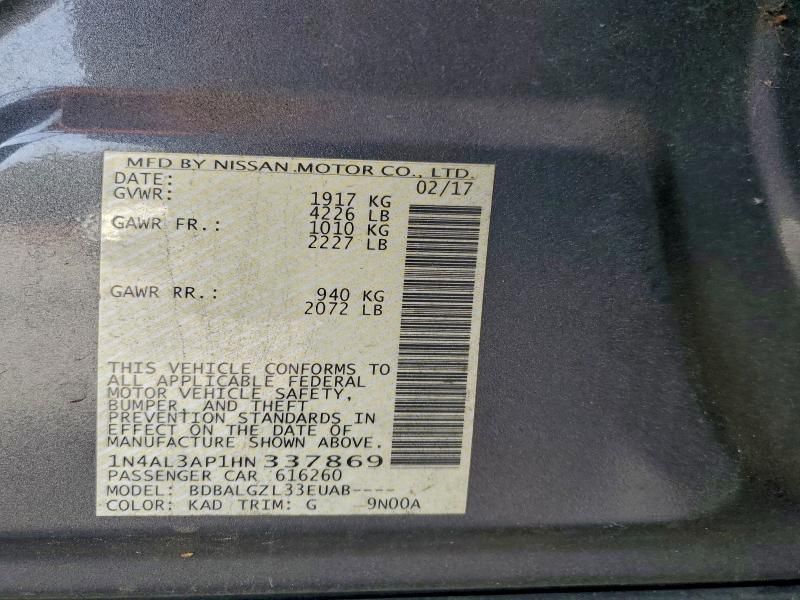 MFD BY NISSAN MOTOR CO., LTD.
DATE: 02/17
GVWR: 1917 KG
4226 LB
GAWR FR.: 1010 KG
2227 LB
GAWR RR.: 940 KG
2072 LB
THIS VEHICLE CONFORMS TO
ALL APPLICABLE FEDERAL
MOTOR VEHICLE SAFETY,
BUMPER, AND THEFT
PREVENTION STANDARDS IN
EFFECT ON THE DATE OF
MANUFACTURE SHOWN ABOVE.
1N4AL3AP1HN337869
PASSENGER CAR 616260
MODEL: BDBALGZL33EUAB----
COLOR: KAD TRIM: G 9N00A